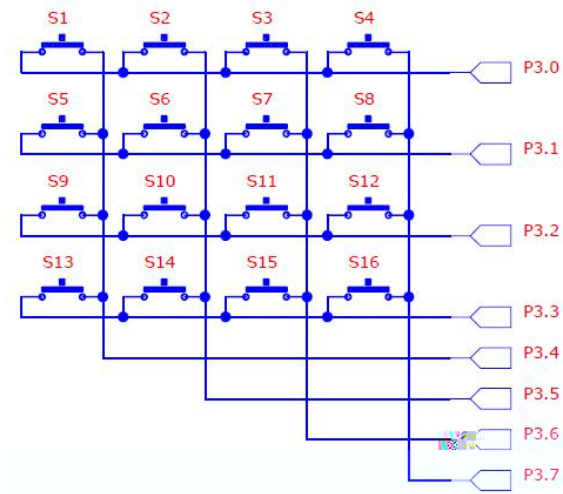 S1 S2 S3 S4
P3.0
S5 S6 S7 S8
P3.1
S9 S10 S11 S12
P3.2
S13 S14 S15 S16
P3.3
P3.4
P3.5
P3.6
P3.7